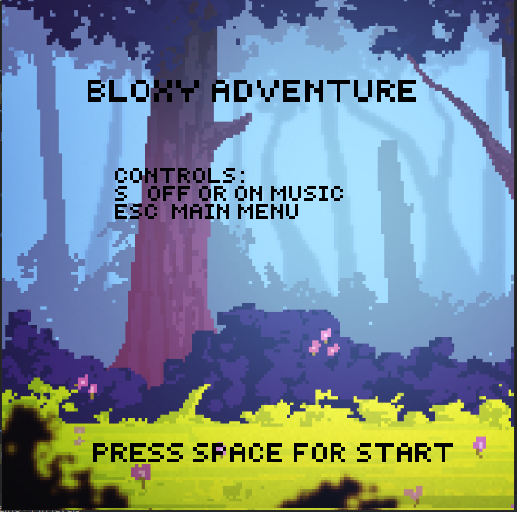 BLOXY ADVENTURE
CONTROLS:
S OFF OR ON MUSIC
ESC MAIN MENU
PRESS SPACE FOR START